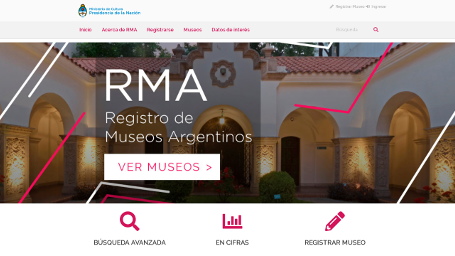 Ministerio de Cultura
Presidencia de la Nación
Registrar Museo
Ingresar
Inicio
Acerca de RMA
Registrarse
Museos
Datos de interés
Búsqueda
RMA
Registro de
Museos Argentinos
VER MUSEOS >
BÚSQUEDA AVANZADA
EN CIFRAS
REGISTRAR MUSEO